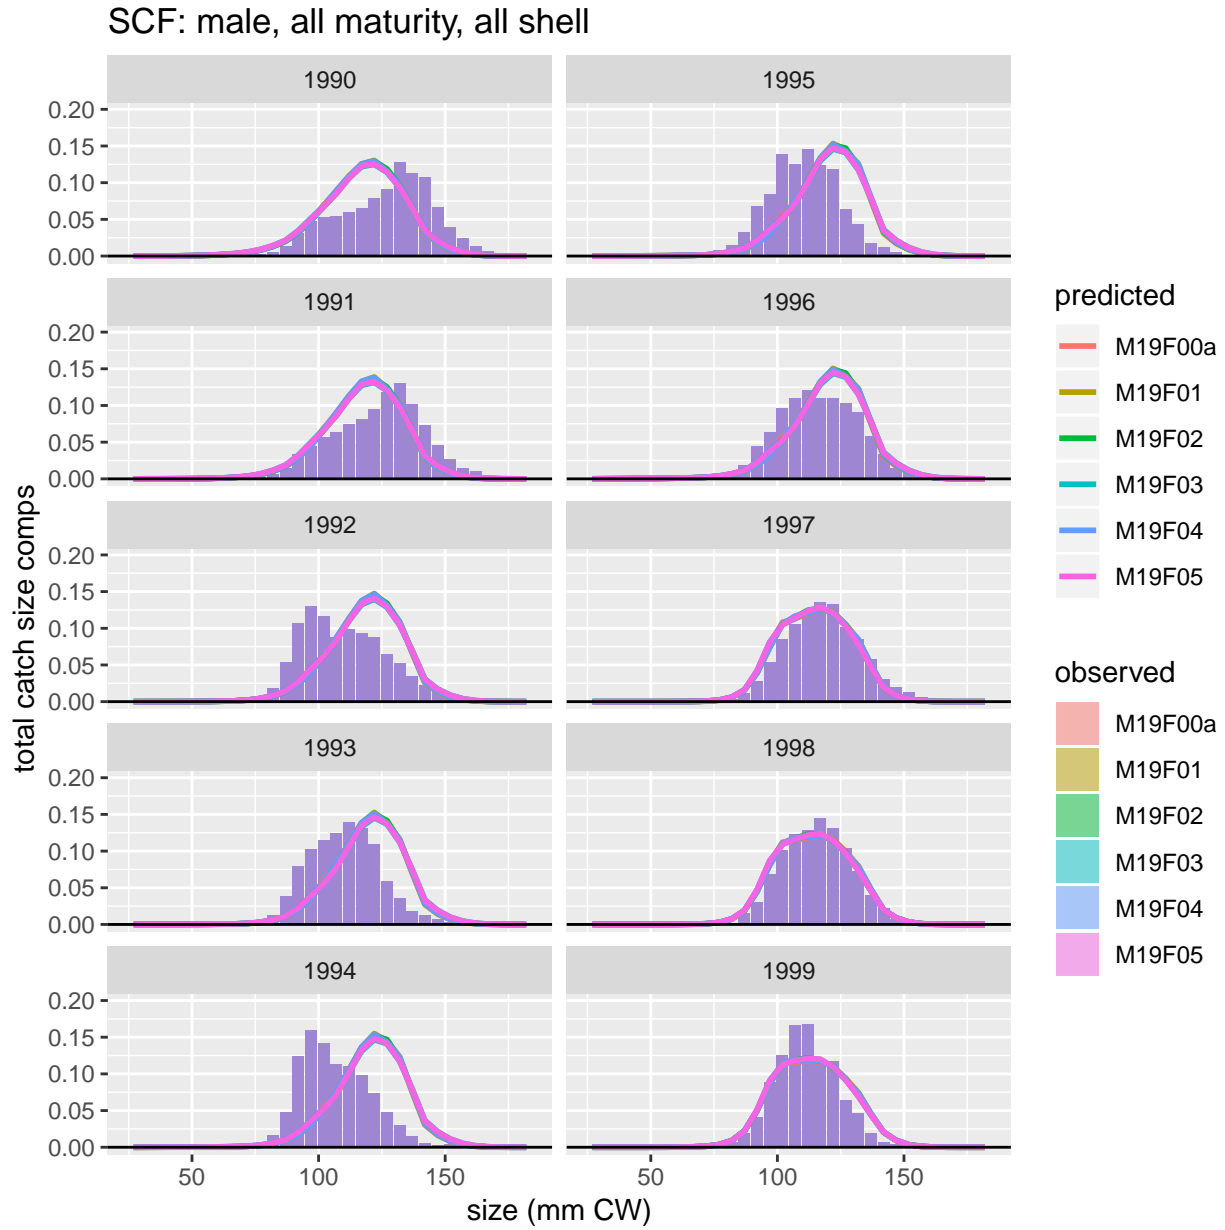 SCF: male, all maturity, all shell
1990
1995
0.20
0.15
0.10
0.05
0.00
1991
1996
0.20
0.15
0.10
0.05
0.00
1992
1997
0.20
0.15
0.10
0.05
0.00
1993
1998
0.20
0.15
0.10
0.05
0.00
1994
1999
0.20
0.15
0.10
0.05
0.00
50 100 150
50 100 150
size (mm CW)
total catch size comps
predicted
M19F00a
M19F01
M19F02
M19F03
M19F04
M19F05
observed
M19F00a
M19F01
M19F02
M19F03
M19F04
M19F05